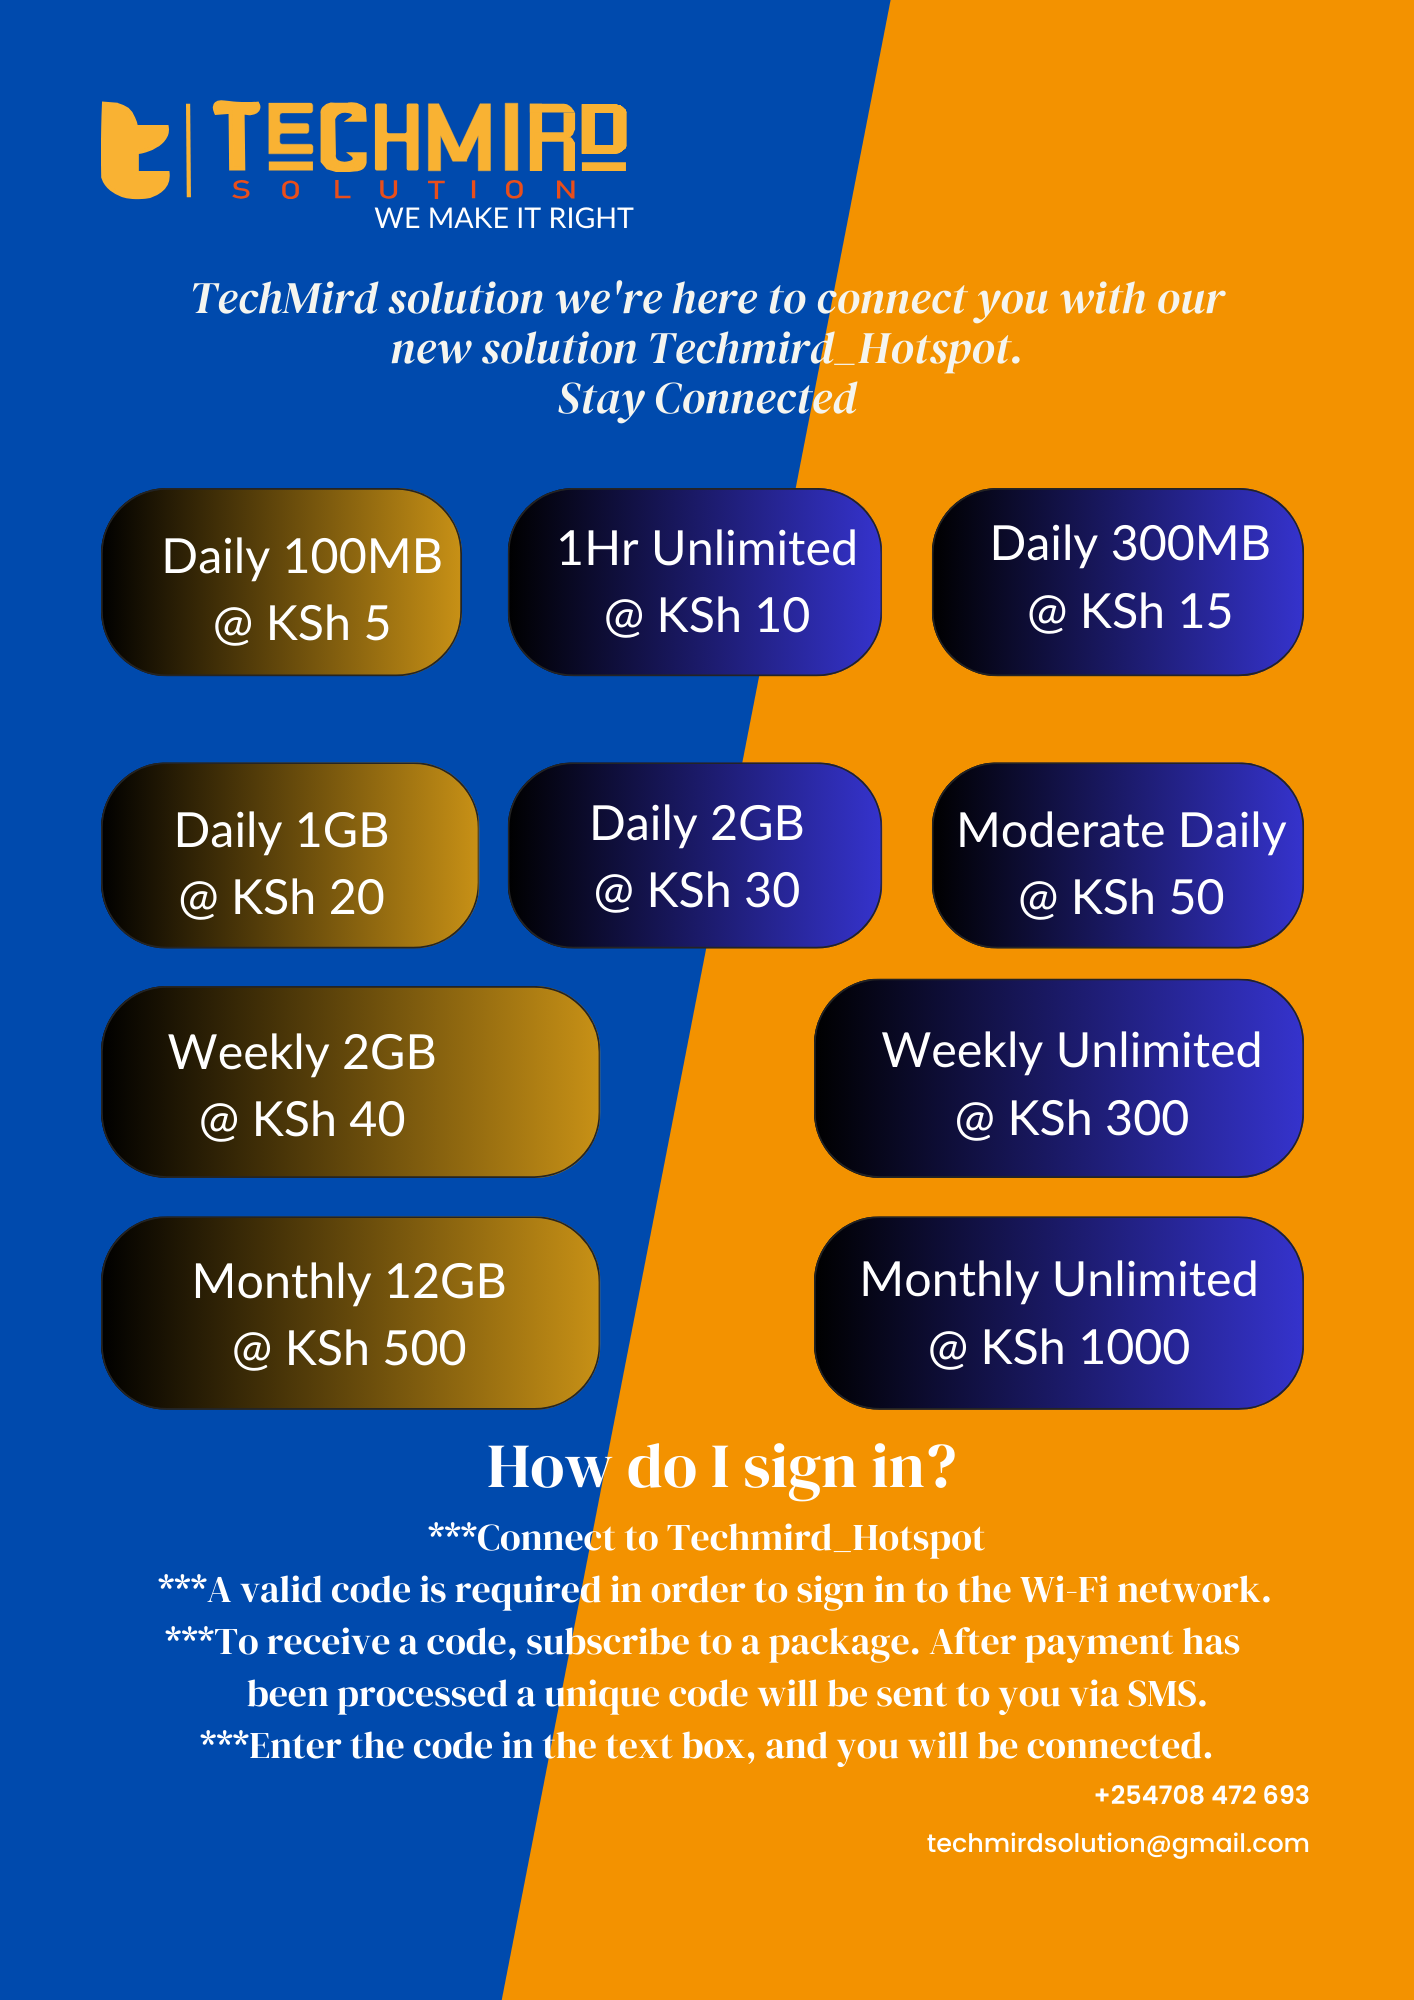 TECHMIRD
SOLUTION
WE MAKE IT RIGHT
TechMird solution we're here to connect you with our
new solution Techmird_Hotspot.
Stay Connected
Daily 100MB
@ KSh 5
1Hr Unlimited
@ KSh 10
Daily 300MB
@ KSh 15
Daily 1GB
@ KSh 20
Daily 2GB
@ KSh 30
Moderate Daily
@ KSh 50
Weekly 2GB
@ KSh 40
Weekly Unlimited
@ KSh 300
Monthly 12GB
@ KSh 500
Monthly Unlimited
@ KSh 1000
How do I sign in?
***Connect to Techmird_Hotspot
***A valid code is required in order to sign in to the Wi-Fi network.
***To receive a code, subscribe to a package. After payment has
been processed a unique code will be sent to you via SMS.
***Enter the code in the text box, and you will be connected.
+254708 472 693
techmirdsolution@gmail.com